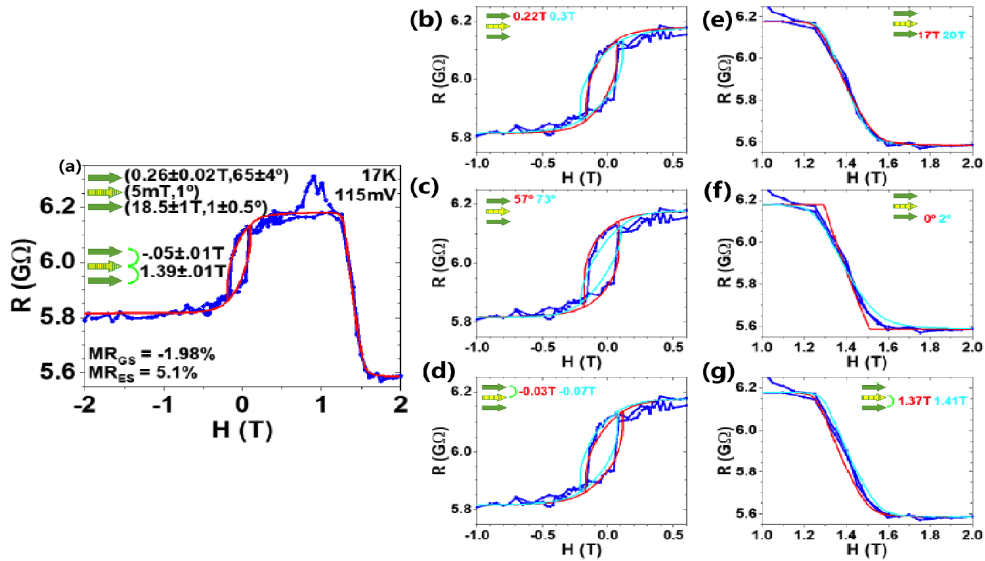 (a)
(0.26±0.02T,65±4º)
(5mT,1º)
(18.5±1T,1±0.5º)
17K
115mV
-.05±.01T
1.39±.01T
MR_GS = -1.98%
MR_ES = 5.1%
R (GΩ)
6.2
6.0
5.8
5.6
-2 -1 0 1 2
H (T)
(b)
0.22T 0.3T
R (GΩ)
6.2
6.0
5.8
-1.0 -0.5 0.0 0.5
H (T)
(c)
57º 73º
R (GΩ)
6.2
6.0
5.8
-1.0 -0.5 0.0 0.5
H (T)
(d)
-0.03T -0.07T
R (GΩ)
6.2
6.0
5.8
-1.0 -0.5 0.0 0.5
H (T)
(e)
17T 20T
R (GΩ)
6.2
6.0
5.8
5.6
1.0 1.2 1.4 1.6 1.8 2.0
H (T)
(f)
0º 2º
R (GΩ)
6.2
6.0
5.8
5.6
1.0 1.2 1.4 1.6 1.8 2.0
H (T)
(g)
1.37T 1.41T
R (GΩ)
6.2
6.0
5.8
5.6
1.0 1.2 1.4 1.6 1.8 2.0
H (T)